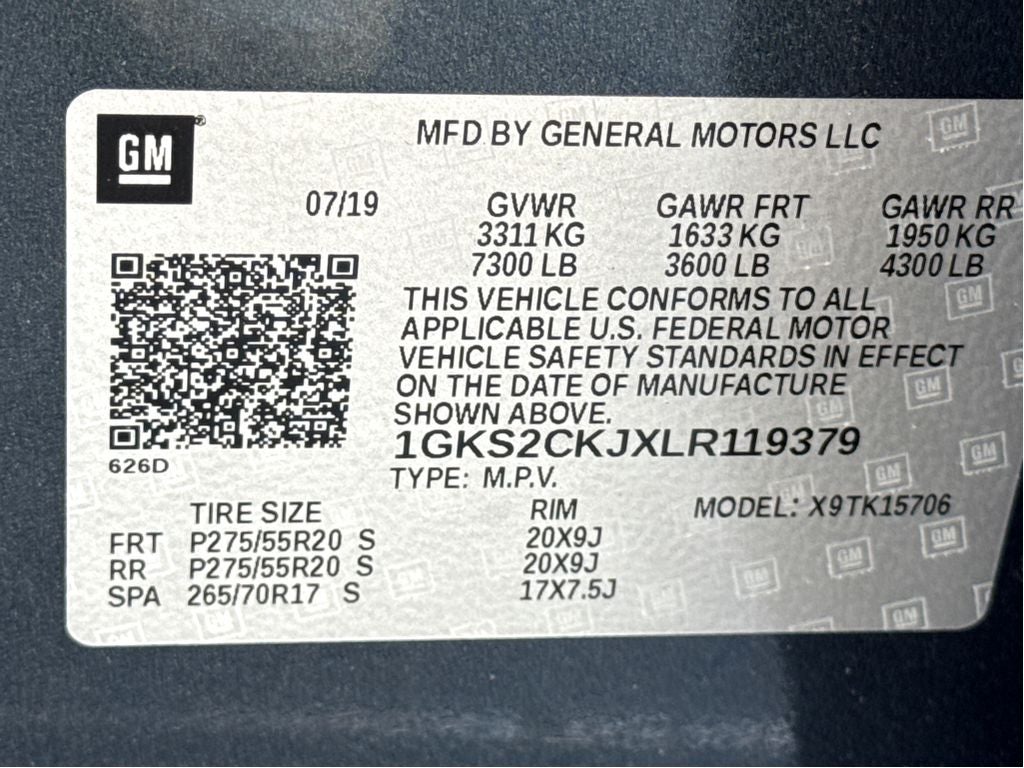 GM®
MFD BY GENERAL MOTORS LLC
07/19 GVWR GAWR FRT GAWR RR
3311 KG 1633 KG 1950 KG
7300 LB 3600 LB 4300 LB
THIS VEHICLE CONFORMS TO ALL
APPLICABLE U.S. FEDERAL MOTOR
VEHICLE SAFETY STANDARDS IN EFFECT
ON THE DATE OF MANUFACTURE
SHOWN ABOVE.
1GKS2CKJXLR119379
626D
TYPE: M.P.V.
TIRE SIZE RIM MODEL: X9TK15706
FRT P275/55R20 S 20X9J
RR P275/55R20 S 20X9J
SPA 265/70R17 S 17X7.5J